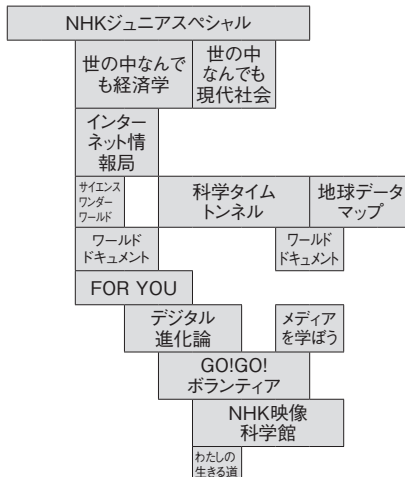 NHKジュニアスペシャル
世の中なんで
も経済学
世の中
なんでも
現代社会
インター
ネット情
報局
サイエンス
ワンダー
ワールド
科学タイム
トンネル
地球データ
マップ
ワールド
ドキュメント
ワールド
ドキュメント
FOR YOU
デジタル
進化論
メディア
を学ぼう
GO!GO!
ボランティア
NHK映像
科学館
わたしの
生きる道